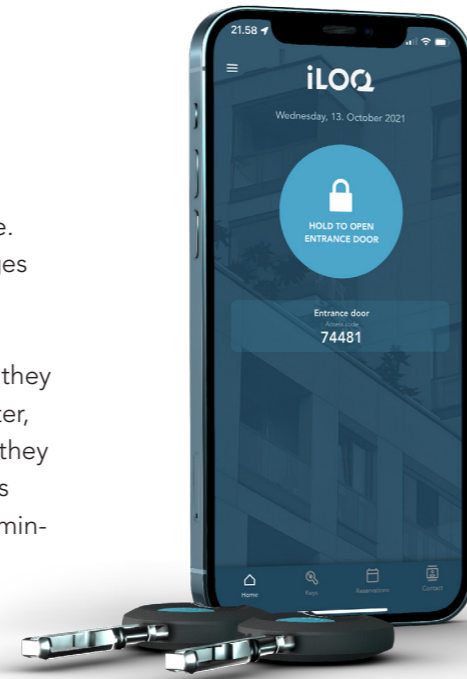 e.
ges
they
ter,
they
s
min-
21.58
iLOQ
Wednesday, 13. October 2021
HOLD TO OPEN
ENTRANCE DOOR
Entrance door
Access code
74481
Home
Keys
Reservations
Contact